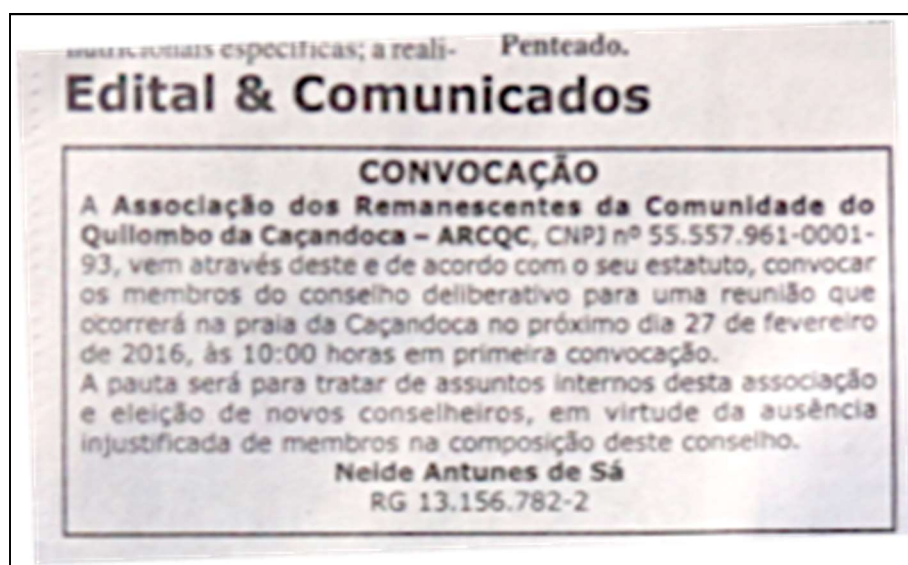 nutricionais específicas; a reali-
Penteado.
Edital & Comunicados
CONVOCAÇÃO
A Associação dos Remanescentes da Comunidade do
Quilombo da Caçandoca – ARCQC, CNPJ nº 55.557.961-0001-
93, vem através deste e de acordo com o seu estatuto, convocar
os membros do conselho deliberativo para uma reunião que
ocorrerá na praia da Caçandoca no próximo dia 27 de fevereiro
de 2016, às 10:00 horas em primeira convocação.
A pauta será para tratar de assuntos internos desta associação
e eleição de novos conselheiros, em virtude da ausência
injustificada de membros na composição deste conselho.
Neide Antunes de Sá
RG 13.156.782-2